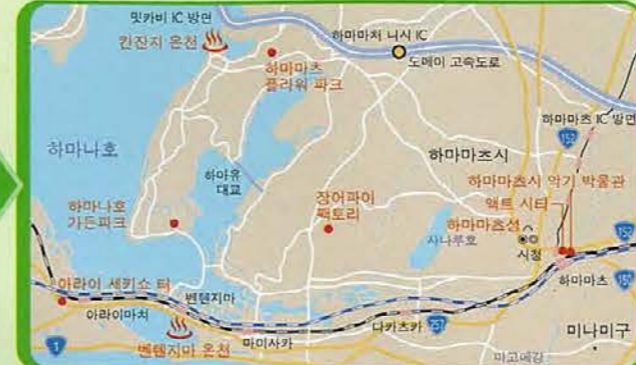 밋카비 IC 방면
칸잔지 온천
하마마츠
플라워 파크
하마마처 니시 IC
도메이 고속도로
하마마츠 IC 방면
152
하마나호
하마유
대교
하마마츠시
하마마츠시 악기 박물관
액트 시티
하마나호
가든파크
장어파이
팩토리
하마마츠성
사나루호
시청
152
하마마츠
150
아라이 세키쇼 터
아라이마치
벤텐지마
벤텐지마 온천
마이사카
다카츠카
257
1
미나미구
마고메강